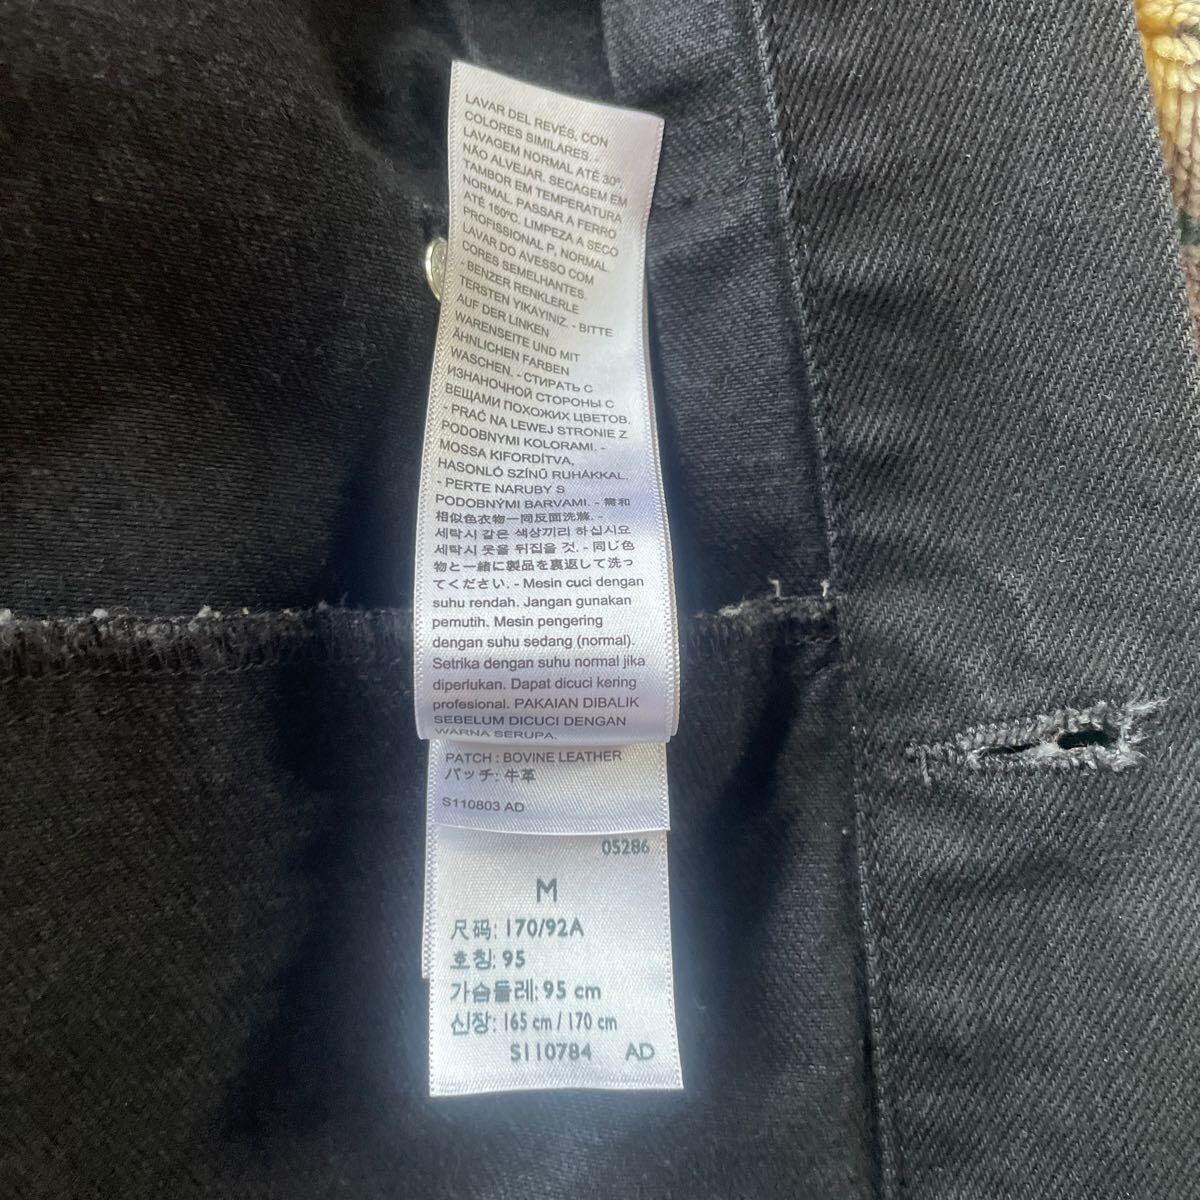 LAVAR DEL REVÉS, CON
COLORES SIMILARES. -
LAVAGEM NORMAL ATÉ 30º.
NÃO ALVEJAR. SECAGEM EM
TAMBOR EM TEMPERATURA
NORMAL. PASSAR A FERRO
ATÉ 150ºC. LIMPEZA A SECO
PROFISSIONAL P, NORMAL.
LAVAR DO AVESSO COM
CORES SEMELHANTES.
- BENZER RENKLERLE
TERSTEN YIKAYINIZ. - BITTE
AUF DER LINKEN
WARENSEITE UND MIT
ÄHNLICHEN FARBEN
WASCHEN. - СТИРАТЬ С
ИЗНАНОЧНОЙ СТОРОНЫ С
ВЕЩАМИ ПОХОЖИХ ЦВЕТОВ.
- PRAĆ NA LEWEJ STRONIE Z
PODOBNYMI KOLORAMI. -
MOSSA KIFORDÍTVA,
HASONLÓ SZÍNŰ RUHÁKKAL.
- PERTE NARUBY S
PODOBNÝMI BARVAMI. - 需和
相似色衣物一同反面洗滌. -
세탁시 같은 색상끼리 하십시요
세탁시 옷을 뒤집을 것. - 同じ色
物と一緒に製品を裏返して洗っ
てください. - Mesin cuci dengan
suhu rendah. Jangan gunakan
pemutih. Mesin pengering
dengan suhu sedang (normal).
Setrika dengan suhu normal jika
diperlukan. Dapat dicuci kering
profesional. PAKAIAN DIBALIK
SEBELUM DICUCI DENGAN
WARNA SERUPA.
PATCH : BOVINE LEATHER
パッチ: 牛革
S110803 AD
05286
M
尺码: 170/92A
호칭: 95
가슴둘레: 95 cm
신장: 165 cm / 170 cm
S110784 AD